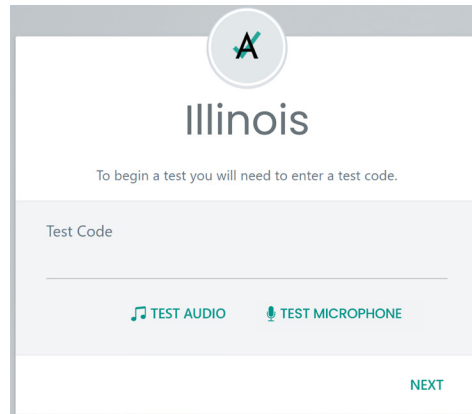 A
Illinois
To begin a test you will need to enter a test code.
Test Code
TEST AUDIO TEST MICROPHONE
NEXT